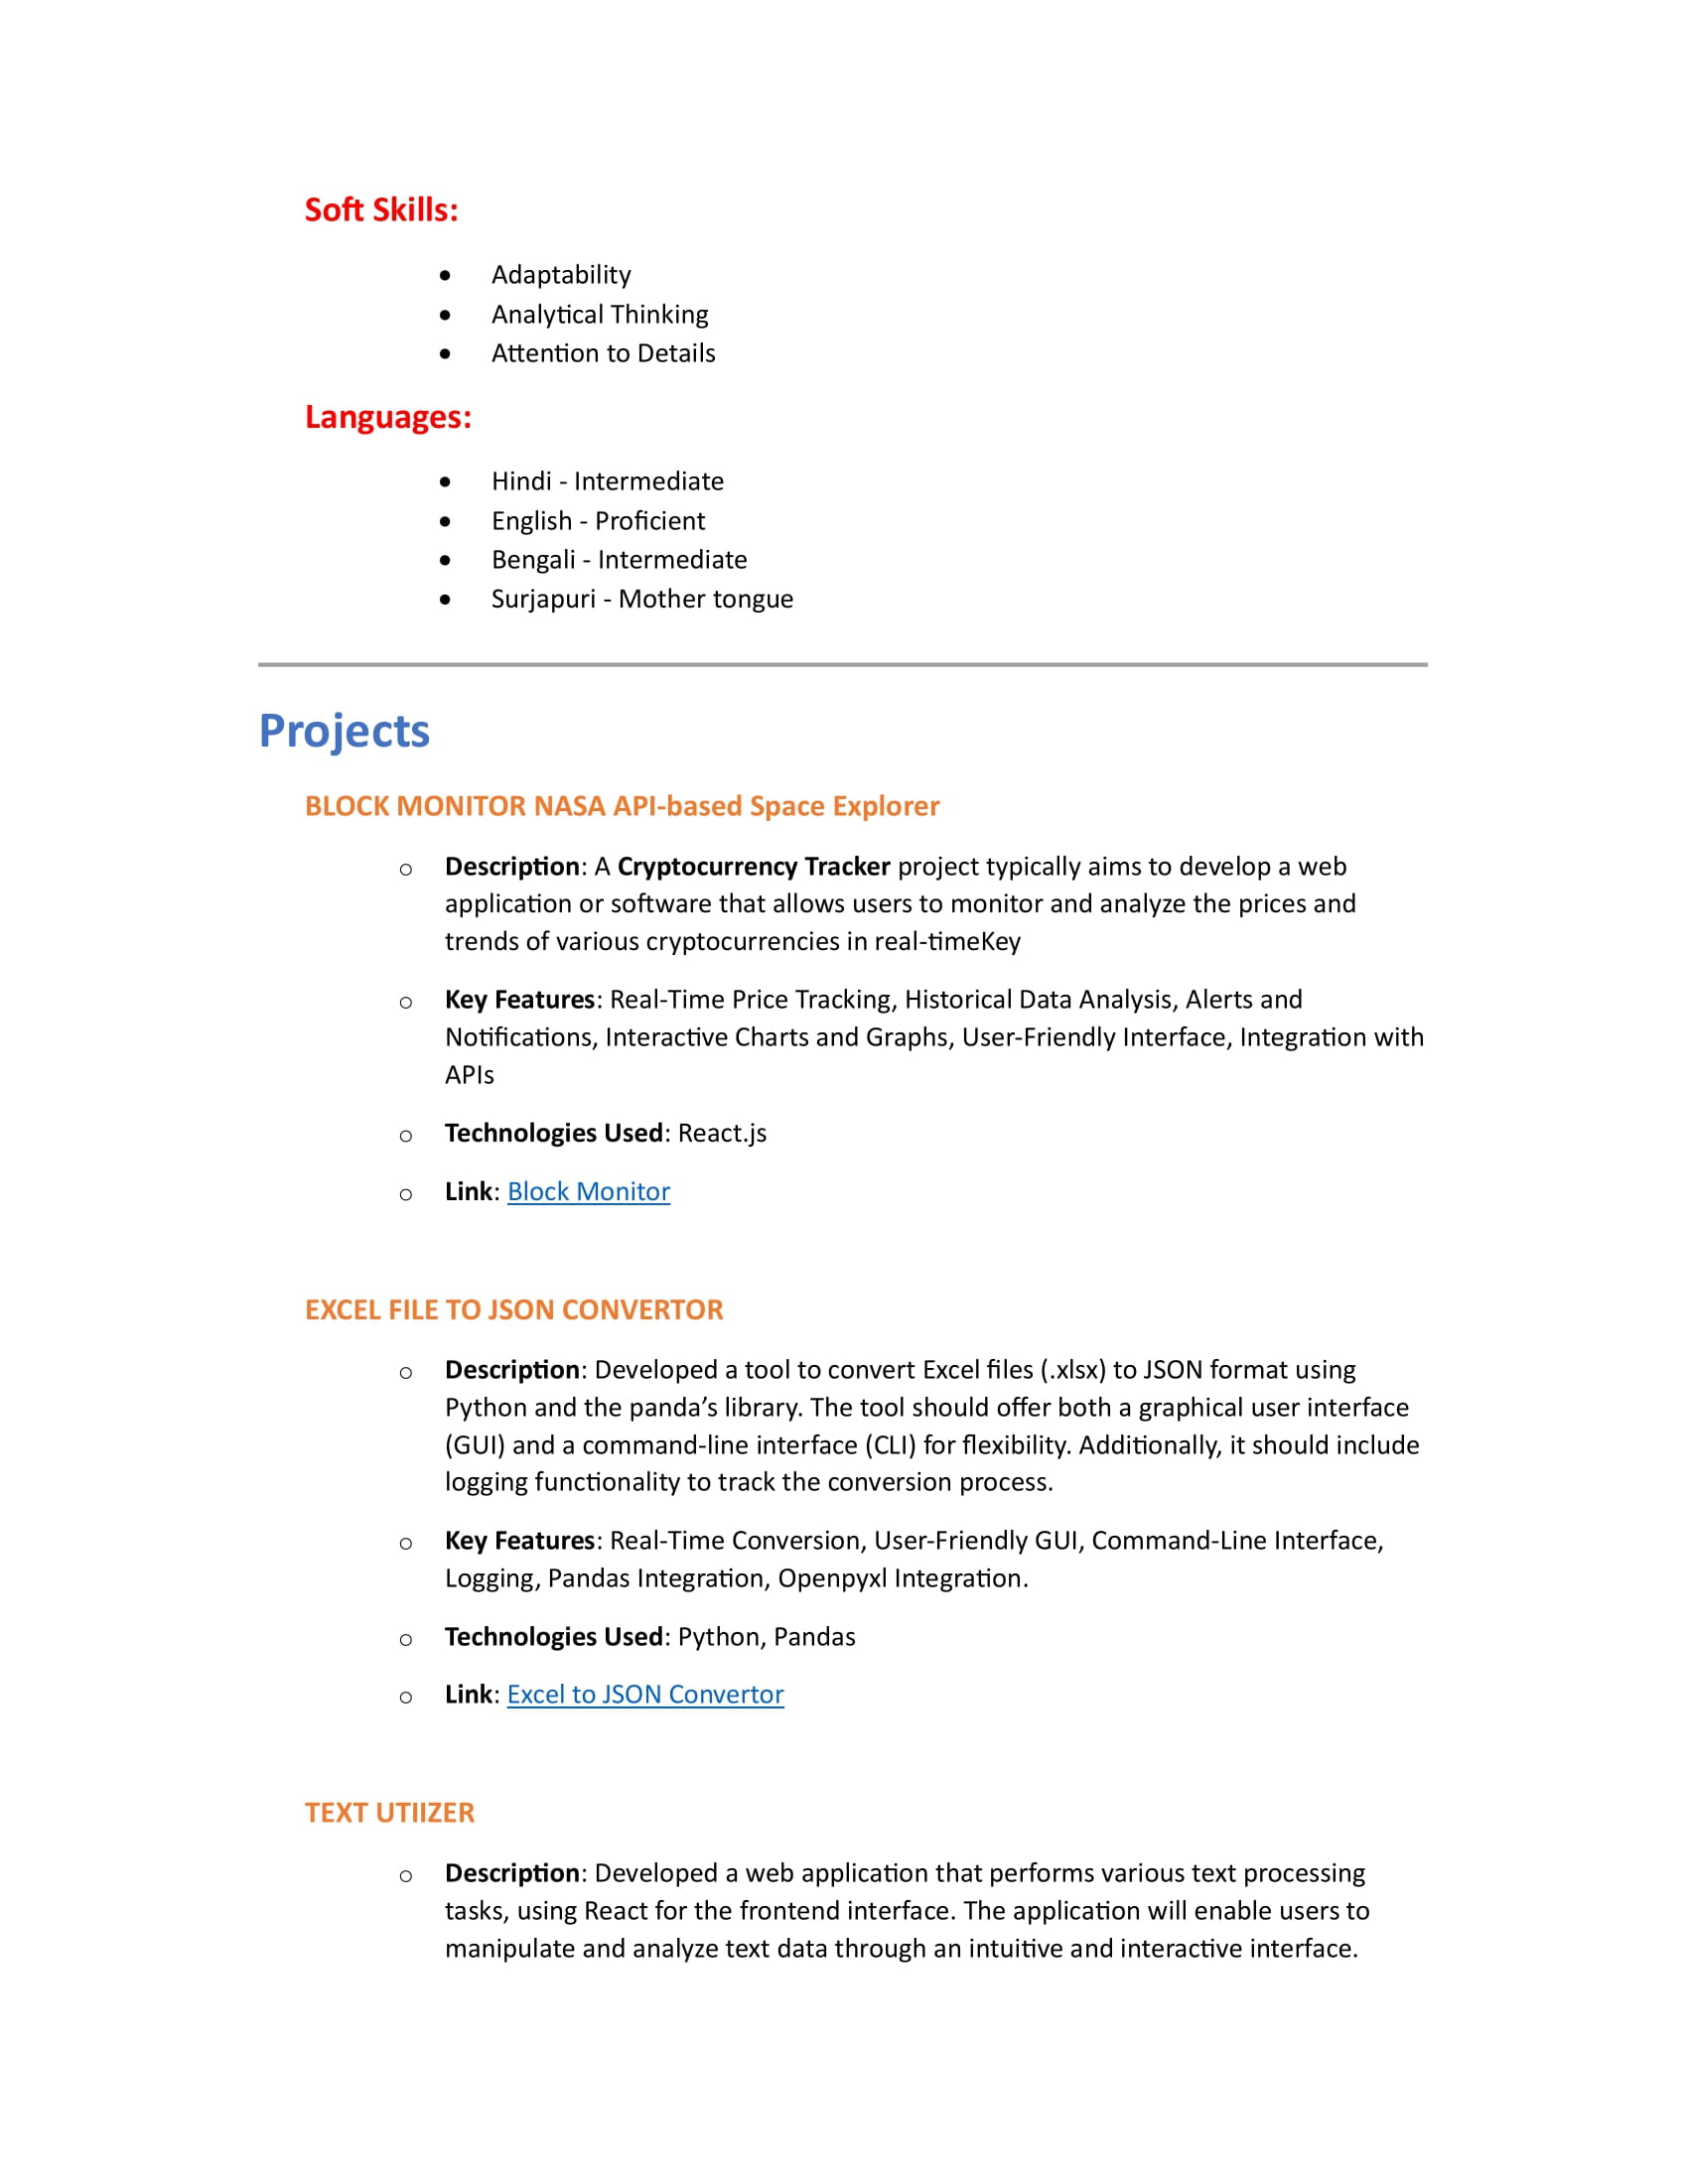 Soft Skills:
• Adaptability
• Analytical Thinking
• Attention to Details
Languages:
• Hindi - Intermediate
• English - Proficient
• Bengali - Intermediate
• Surjapuri - Mother tongue
Projects
BLOCK MONITOR NASA API-based Space Explorer
o Description: A Cryptocurrency Tracker project typically aims to develop a web
application or software that allows users to monitor and analyze the prices and
trends of various cryptocurrencies in real-timeKey
o Key Features: Real-Time Price Tracking, Historical Data Analysis, Alerts and
Notifications, Interactive Charts and Graphs, User-Friendly Interface, Integration with
APIs
o Technologies Used: React.js
o Link: Block Monitor
EXCEL FILE TO JSON CONVERTOR
o Description: Developed a tool to convert Excel files (.xlsx) to JSON format using
Python and the panda’s library. The tool should offer both a graphical user interface
(GUI) and a command-line interface (CLI) for flexibility. Additionally, it should include
logging functionality to track the conversion process.
o Key Features: Real-Time Conversion, User-Friendly GUI, Command-Line Interface,
Logging, Pandas Integration, Openpyxl Integration.
o Technologies Used: Python, Pandas
o Link: Excel to JSON Convertor
TEXT UTIIZER
o Description: Developed a web application that performs various text processing
tasks, using React for the frontend interface. The application will enable users to
manipulate and analyze text data through an intuitive and interactive interface.